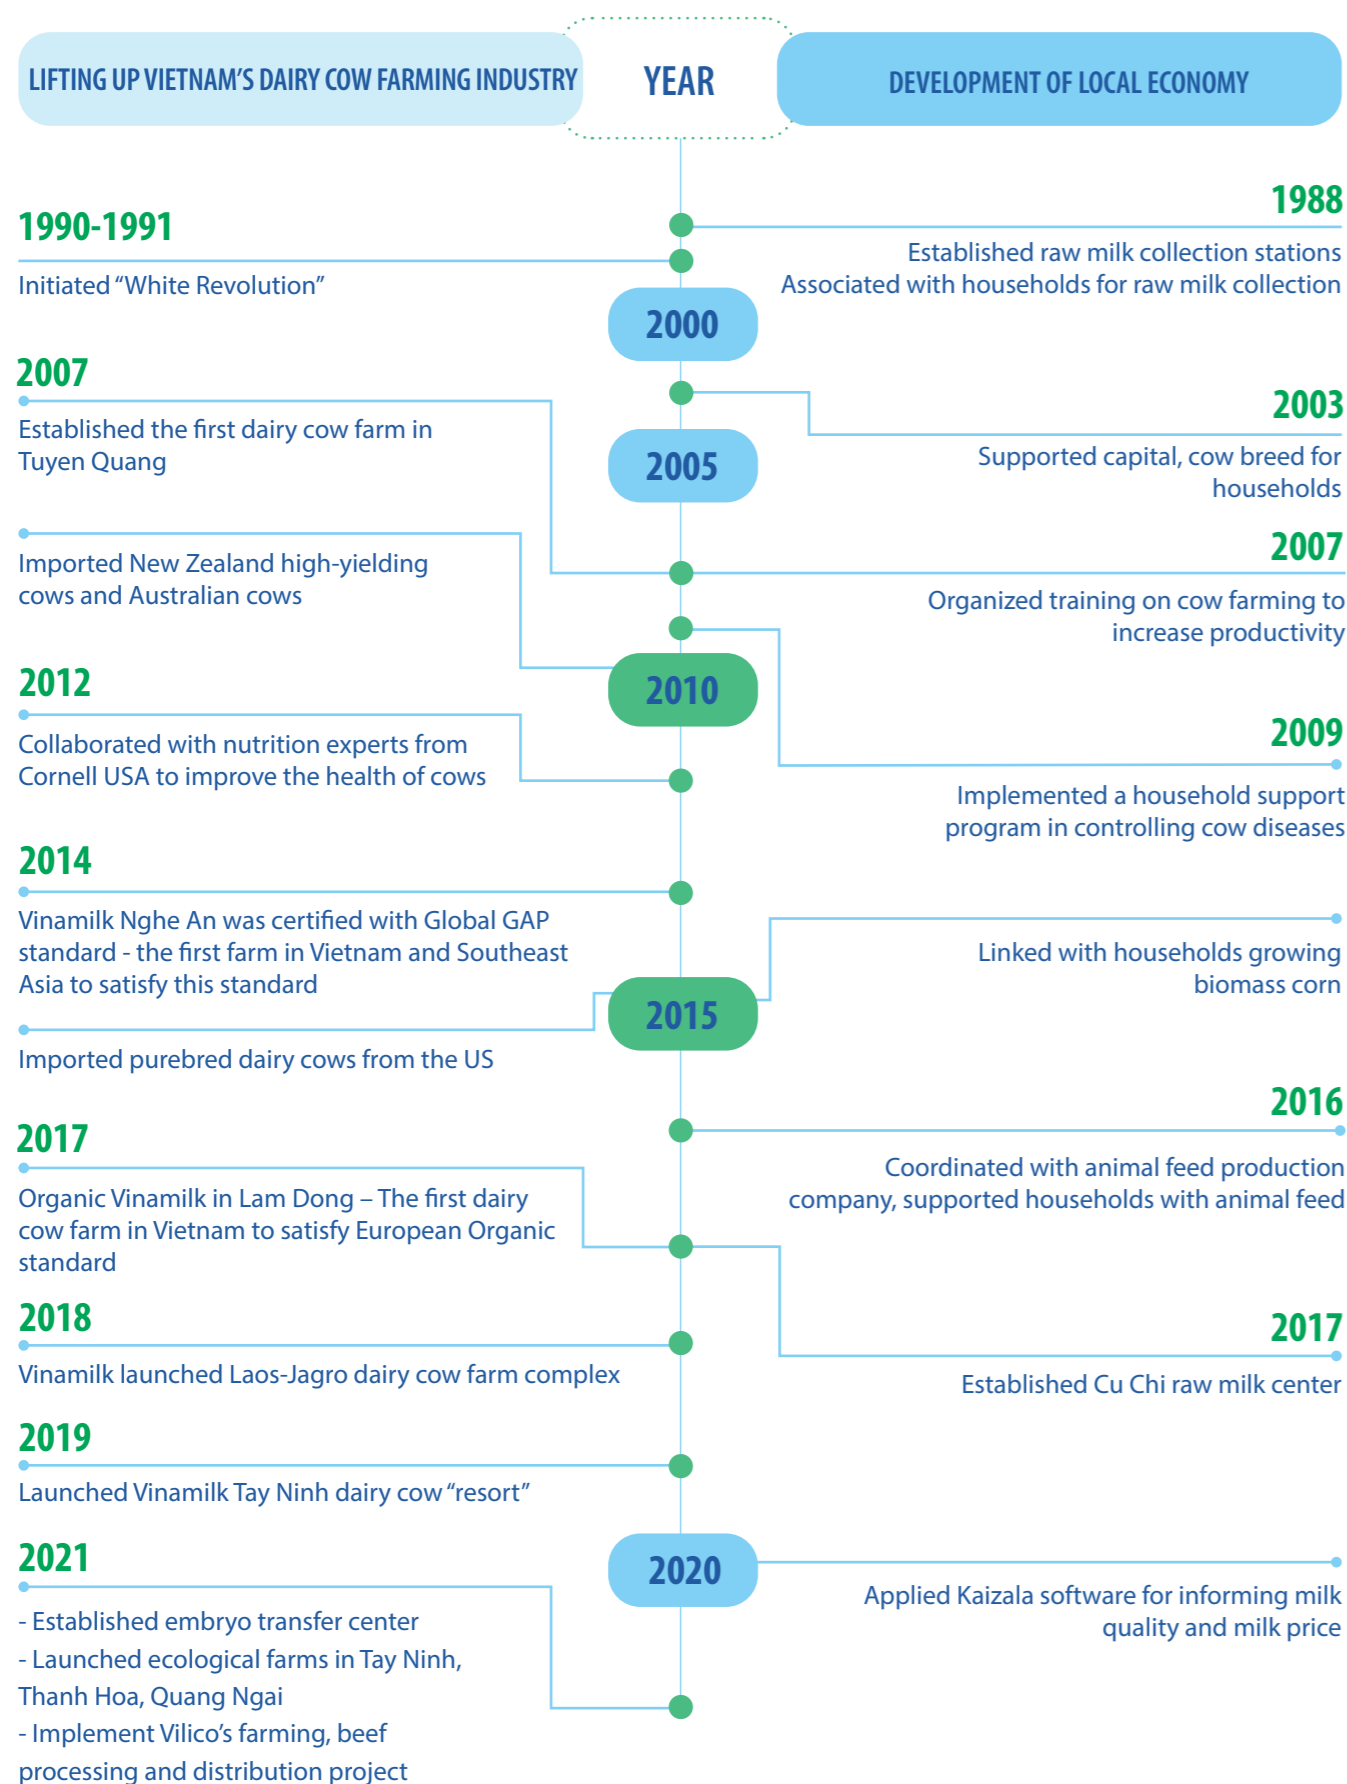 LIFTING UP VIETNAM'S DAIRY COW FARMING INDUSTRY
YEAR
DEVELOPMENT OF LOCAL ECONOMY
1988
Established raw milk collection stations
Associated with households for raw milk collection
1990-1991
Initiated “White Revolution”
2000
2003
Supported capital, cow breed for
households
2005
2007
Established the first dairy cow farm in
Tuyen Quang
2007
Organized training on cow farming to
increase productivity
2009
Implemented a household support
program in controlling cow diseases
2010
Imported New Zealand high-yielding
cows and Australian cows
2012
Collaborated with nutrition experts from
Cornell USA to improve the health of cows
2014
Vinamilk Nghe An was certified with Global GAP
standard - the first farm in Vietnam and Southeast
Asia to satisfy this standard
2015
Imported purebred dairy cows from the US
Linked with households growing
biomass corn
2016
Coordinated with animal feed production
company, supported households with animal feed
2017
Organic Vinamilk in Lam Dong – The first dairy
cow farm in Vietnam to satisfy European Organic
standard
2017
Established Cu Chi raw milk center
2018
Vinamilk launched Laos-Jagro dairy cow farm complex
2019
Launched Vinamilk Tay Ninh dairy cow “resort”
2020
Applied Kaizala software for informing milk
quality and milk price
2021
- Established embryo transfer center
- Launched ecological farms in Tay Ninh,
Thanh Hoa, Quang Ngai
- Implement Vilico's farming, beef
processing and distribution project